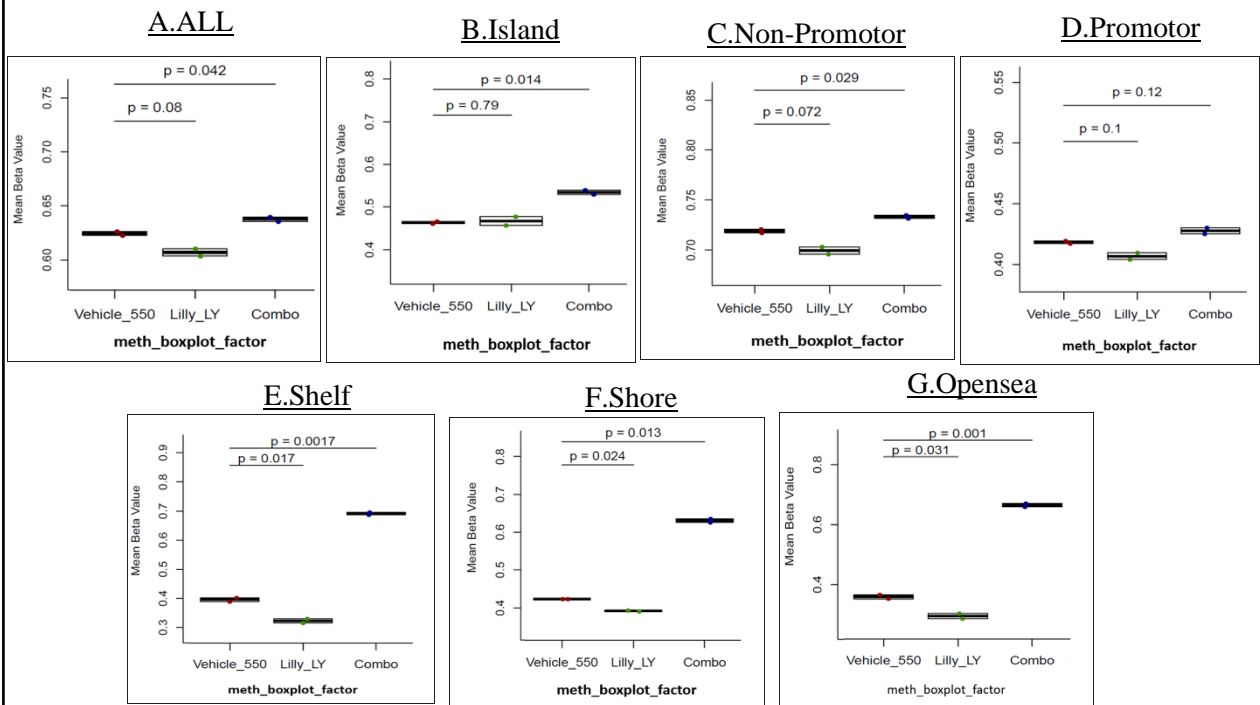 A.ALL
B.Island
C.Non-Promotor
D.Promotor
p = 0.042
p = 0.08
Mean Beta Value
0.75
0.70
0.65
0.60
Vehicle_550 Lilly_LY Combo
meth_boxplot_factor
p = 0.014
p = 0.79
Mean Beta Value
0.8
0.7
0.6
0.5
0.4
Vehicle_550 Lilly_LY Combo
meth_boxplot_factor
p = 0.029
p = 0.072
Mean Beta Value
0.85
0.80
0.75
0.70
Vehicle_550 Lilly_LY Combo
meth_boxplot_factor
p = 0.12
p = 0.1
Mean Beta Value
0.55
0.50
0.45
0.40
Vehicle_550 Lilly_LY Combo
meth_boxplot_factor
E.Shelf
F.Shore
G.Opensea
p = 0.0017
p = 0.017
Mean Beta Value
0.9
0.8
0.7
0.6
0.5
0.4
0.3
Vehicle_550 Lilly_LY Combo
meth_boxplot_factor
p = 0.013
p = 0.024
Mean Beta Value
0.8
0.7
0.6
0.5
0.4
Vehicle_550 Lilly_LY Combo
meth_boxplot_factor
p = 0.001
p = 0.031
Mean Beta Value
0.8
0.6
0.4
Vehicle_550 Lilly_LY Combo
meth_boxplot_factor